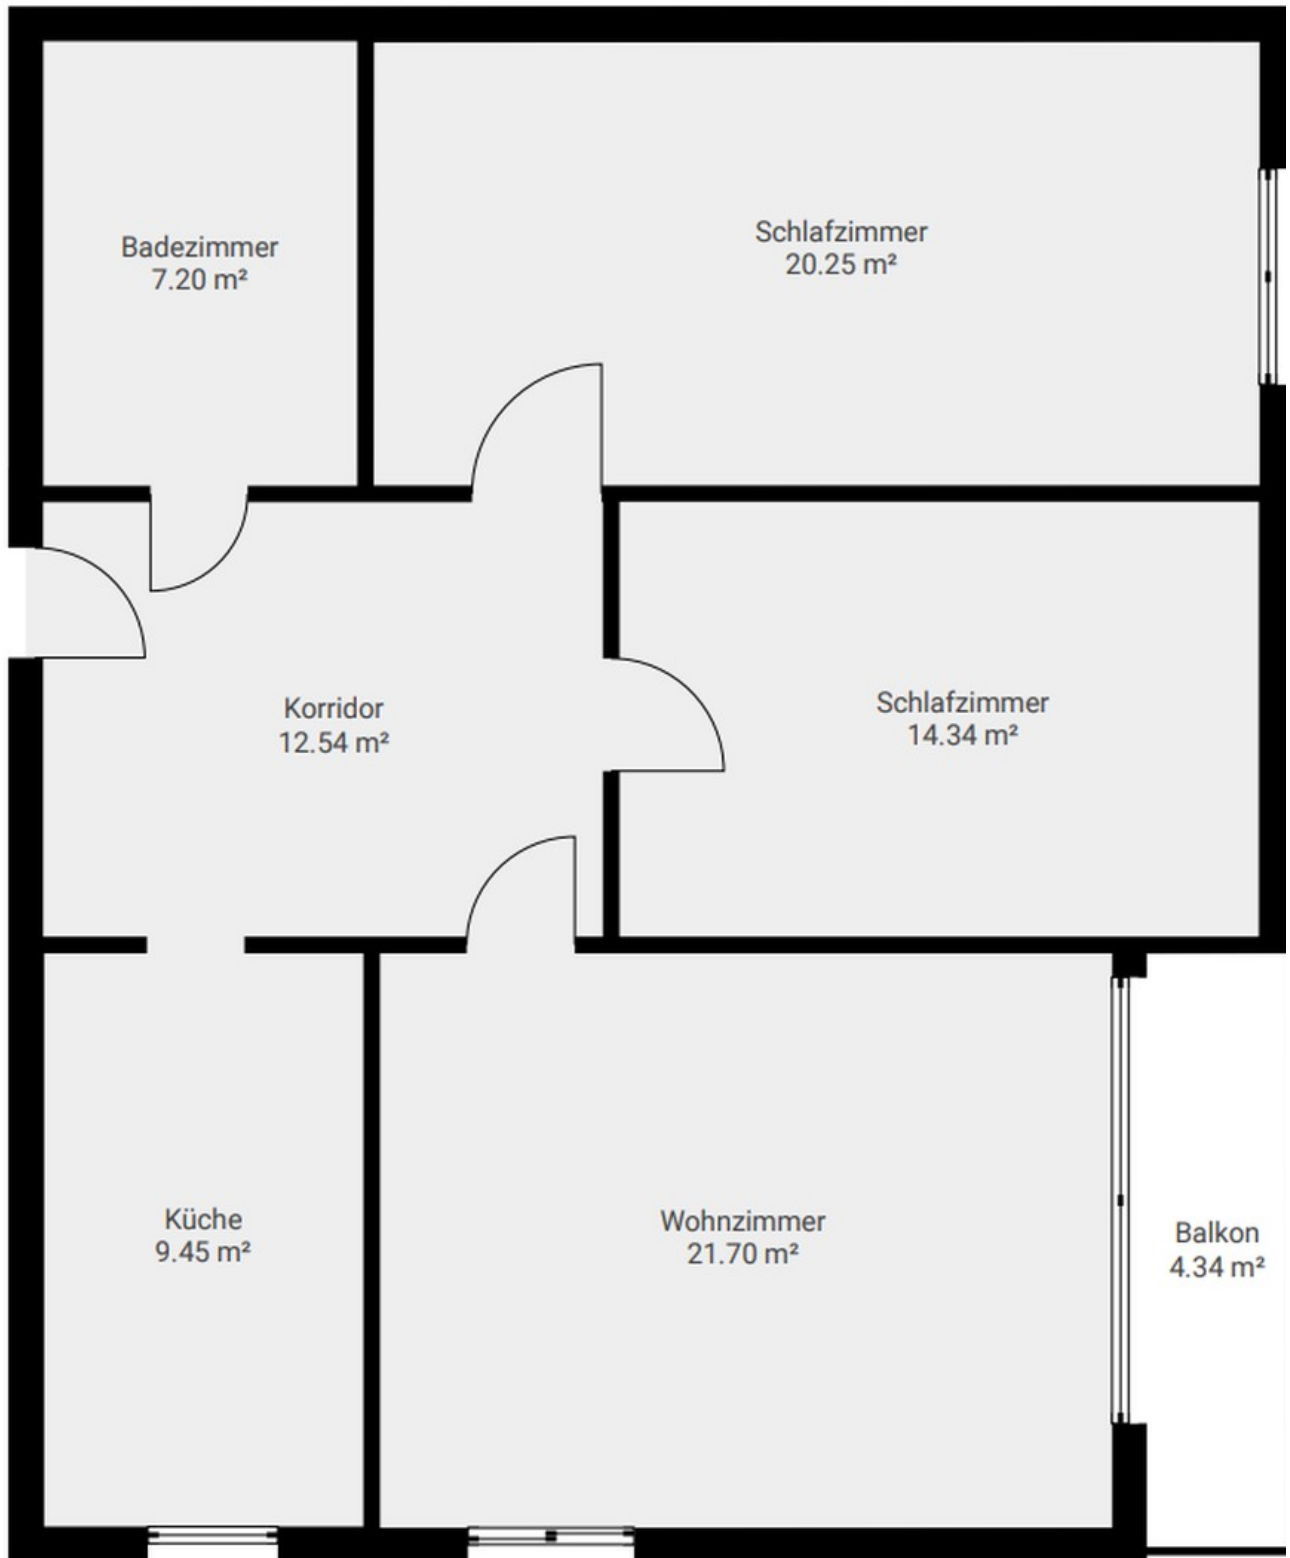 Badezimmer
7.20 m²
Schlafzimmer
20.25 m²
Korridor
12.54 m²
Schlafzimmer
14.34 m²
Küche
9.45 m²
Wohnzimmer
21.70 m²
Balkon
4.34 m²